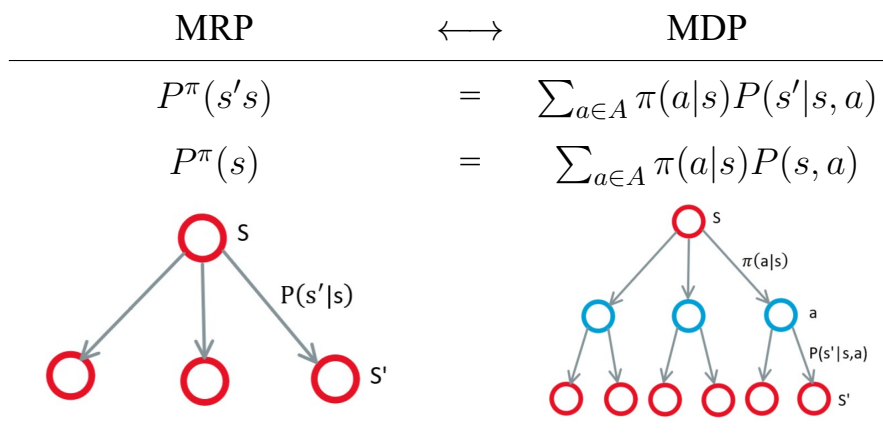 MRP ⟷ MDP
P^π(s's) = ∑_{a∈A} π(a|s)P(s'|s, a)
P^π(s) = ∑_{a∈A} π(a|s)P(s, a)
S
P(s′|s)
S'
S
π(a|s)
a
P(s'|s,a)
S'